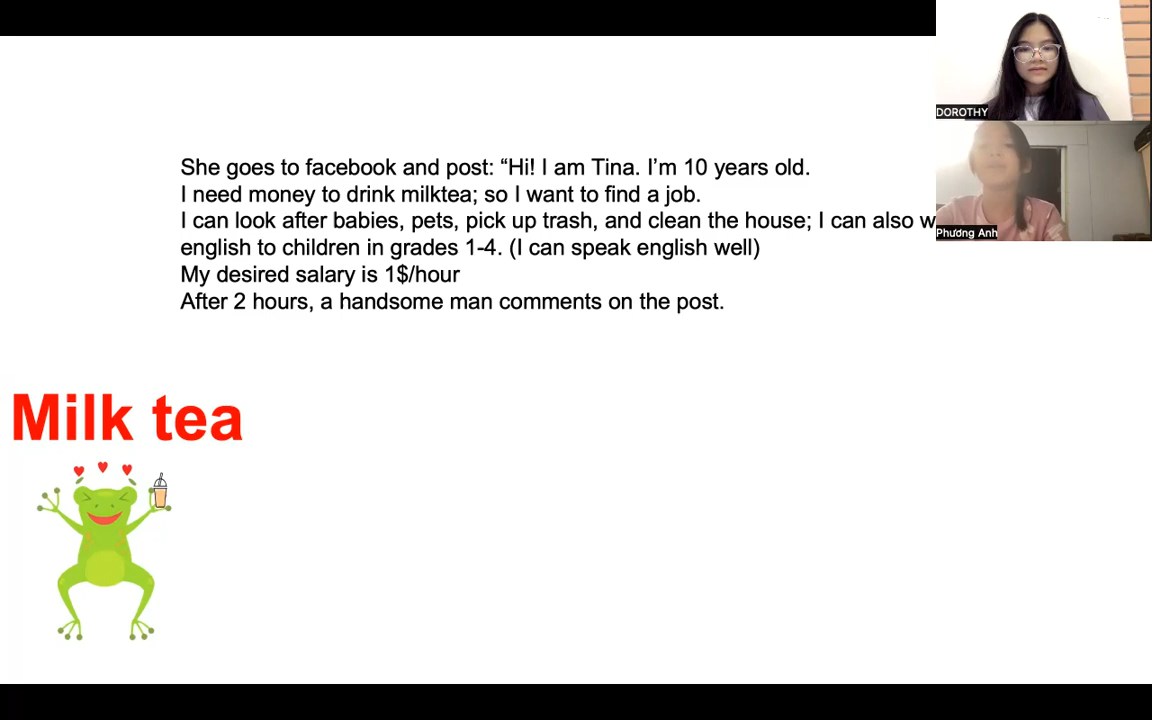 She goes to facebook and post: “Hi! I am Tina. I’m 10 years old.
I need money to drink milktea; so I want to find a job.
I can look after babies, pets, pick up trash, and clean the house; I can also
english to children in grades 1-4. (I can speak english well)
My desired salary is 1$/hour
After 2 hours, a handsome man comments on the post.
Milk tea
DOROTHY
Phương Anh